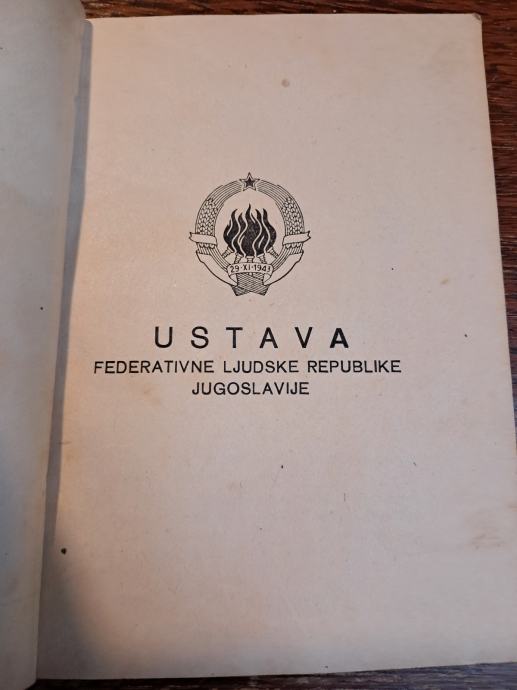 29·XI·1943
USTAVA
FEDERATIVNE LJUDSKE REPUBLIKE
JUGOSLAVIJE